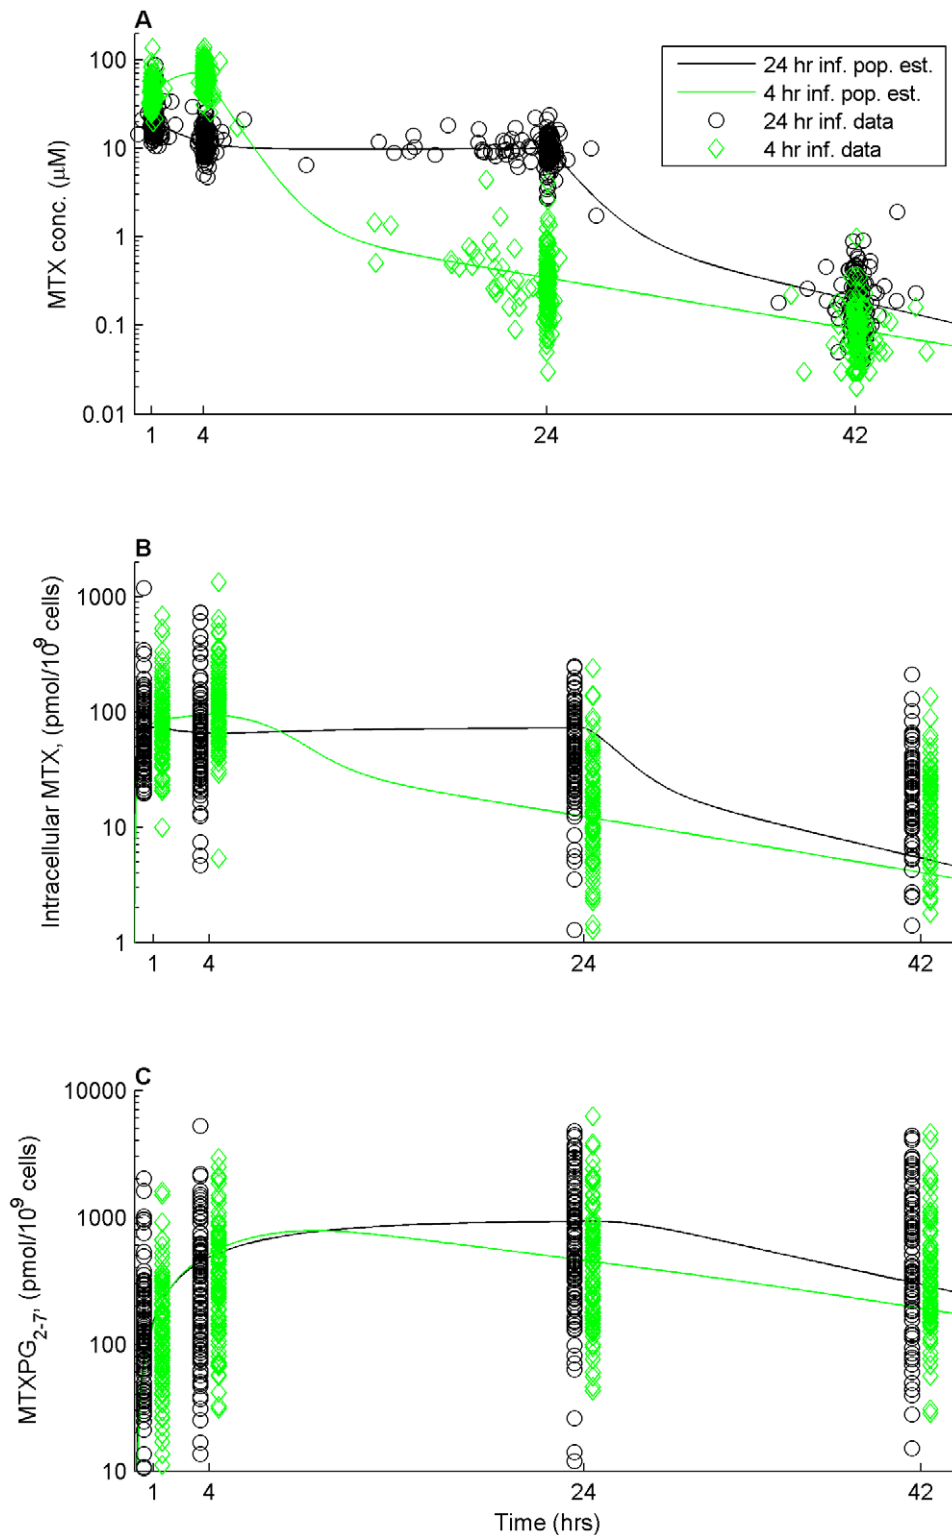 A
MTX conc. (μM)
100
10
1
0.1
0.01
1 4 24 42
24 hr inf. pop. est.
4 hr inf. pop. est.
24 hr inf. data
4 hr inf. data
B
Intracellular MTX, (pmol/10⁹ cells)
1000
100
10
1
1 4 24 42
C
MTXPG₂₋₇, (pmol/10⁹ cells)
10000
1000
100
10
1 4 24 42
Time (hrs)